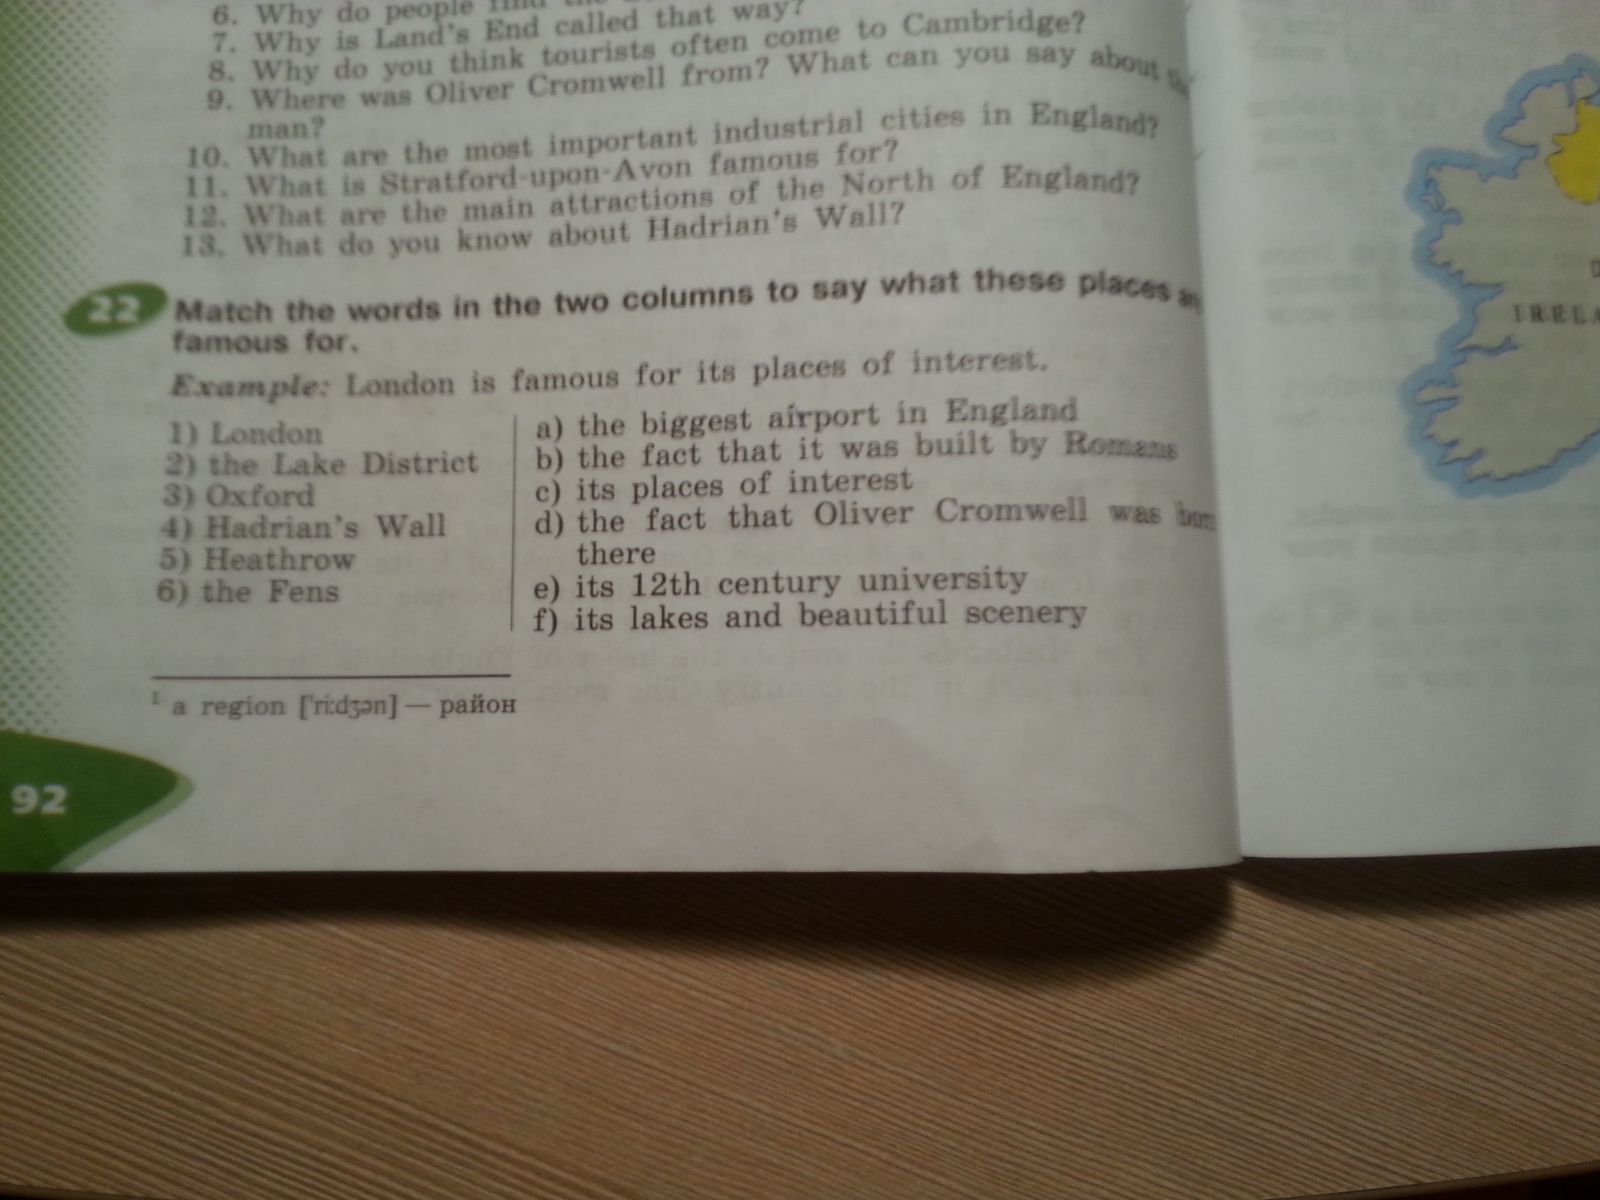 6. Why do people find the
7. Why is Land's End called that way?
8. Why do you think tourists often come to Cambridge?
9. Where was Oliver Cromwell from? What can you say about
man?
10. What are the most important industrial cities in England?
11. What is Stratford-upon-Avon famous for?
12. What are the main attractions of the North of England?
13. What do you know about Hadrian's Wall?
22 Match the words in the two columns to say what these places
famous for.
Example: London is famous for its places of interest.
1) London
2) the Lake District
3) Oxford
4) Hadrian's Wall
5) Heathrow
6) the Fens
a) the biggest airport in England
b) the fact that it was built by Romans
c) its places of interest
d) the fact that Oliver Cromwell was born
there
e) its 12th century university
f) its lakes and beautiful scenery
1 a region ['ri:dʒən] — район
92
IRELA